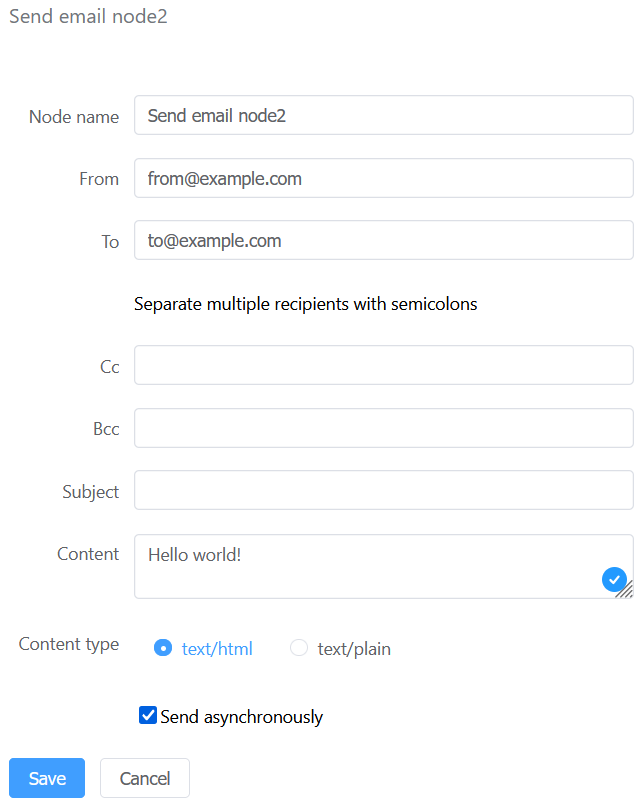 Send email node2
Node name Send email node2
From from@example.com
To to@example.com
Separate multiple recipients with semicolons
Cc
Bcc
Subject
Content Hello world!
Content type text/html text/plain
Send asynchronously
Save Cancel